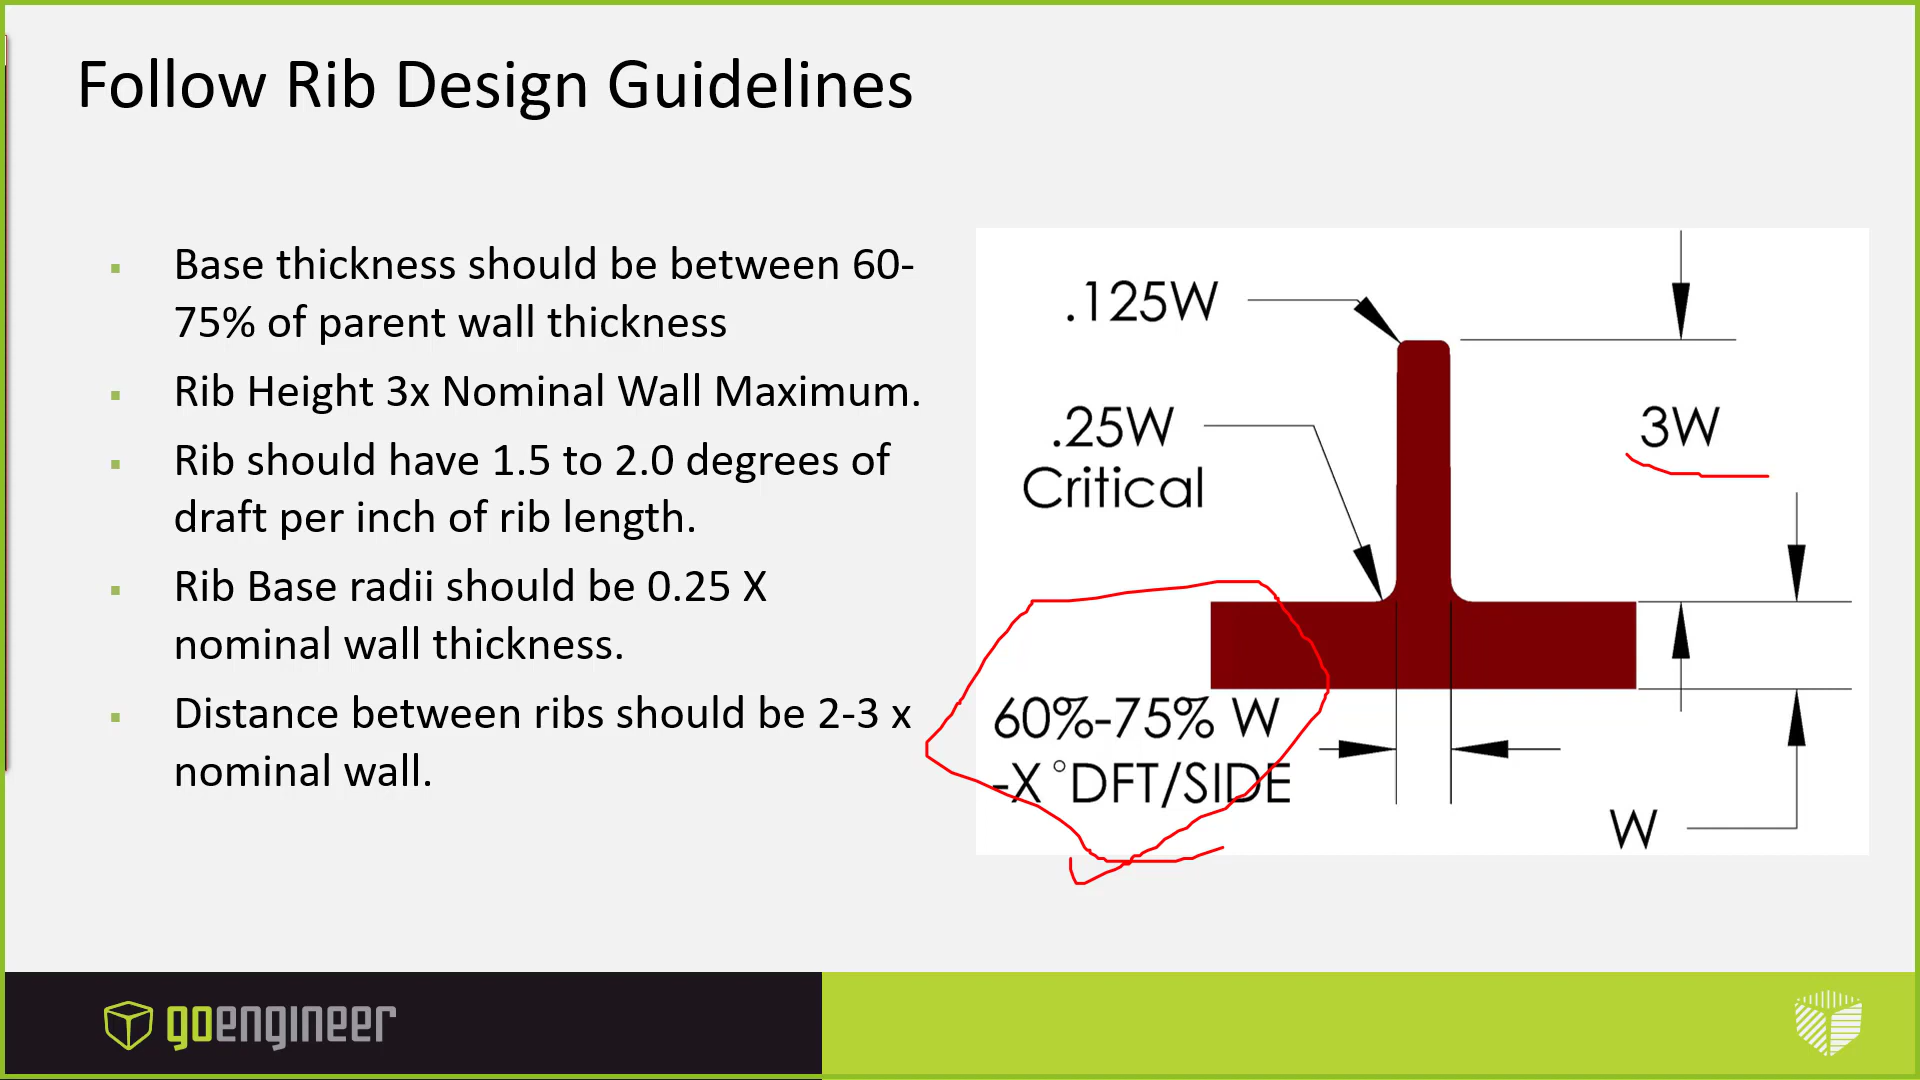 Follow Rib Design Guidelines
Base thickness should be between 60-
75% of parent wall thickness
Rib Height 3x Nominal Wall Maximum.
Rib should have 1.5 to 2.0 degrees of
draft per inch of rib length.
Rib Base radii should be 0.25 X
nominal wall thickness.
Distance between ribs should be 2-3 x
nominal wall.
.125W
.25W
Critical
3W
60%-75% W
-X °DFT/SIDE
W
goengineer